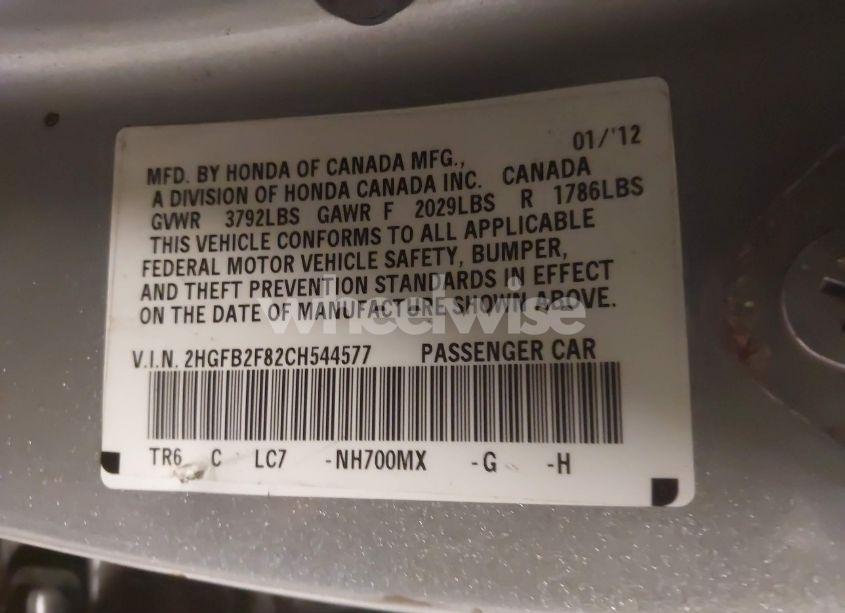 01/'12
MFD. BY HONDA OF CANADA MFG.,
A DIVISION OF HONDA CANADA INC. CANADA
GVWR 3792LBS GAWR F 2029LBS R 1786LBS
THIS VEHICLE CONFORMS TO ALL APPLICABLE
FEDERAL MOTOR VEHICLE SAFETY, BUMPER,
AND THEFT PREVENTION STANDARDS IN EFFECT
ON THE DATE OF MANUFACTURE SHOWN ABOVE.
wheelwise
V.I.N. 2HGFB2F82CH544577 PASSENGER CAR
TR6 C LC7 -NH700MX -G -H